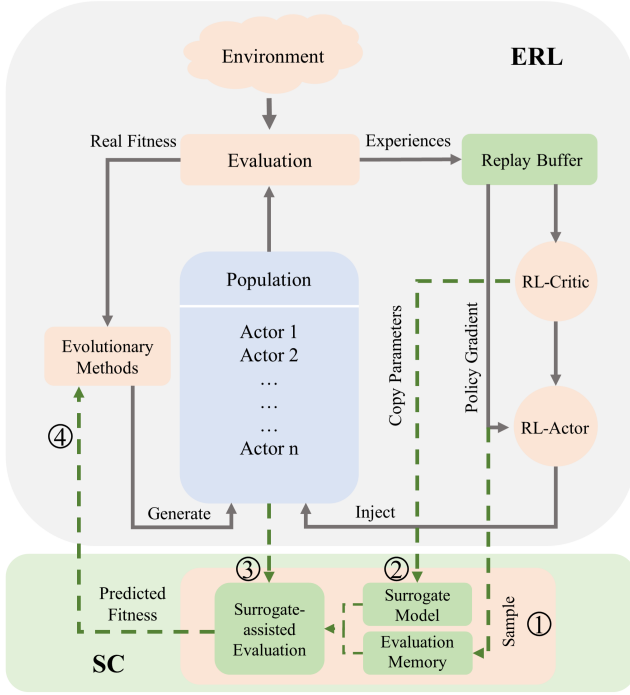 Environment
ERL
Real Fitness
Evaluation
Experiences
Replay Buffer
Population
RL-Critic
Actor 1
Actor 2
...
...
...
Actor n
Evolutionary
Methods
Copy Parameters
Policy Gradient
RL-Actor
④
Generate
Inject
③
②
①
Predicted
Fitness
Surrogate-
assisted
Evaluation
Surrogate
Model
Evaluation
Memory
Sample
SC